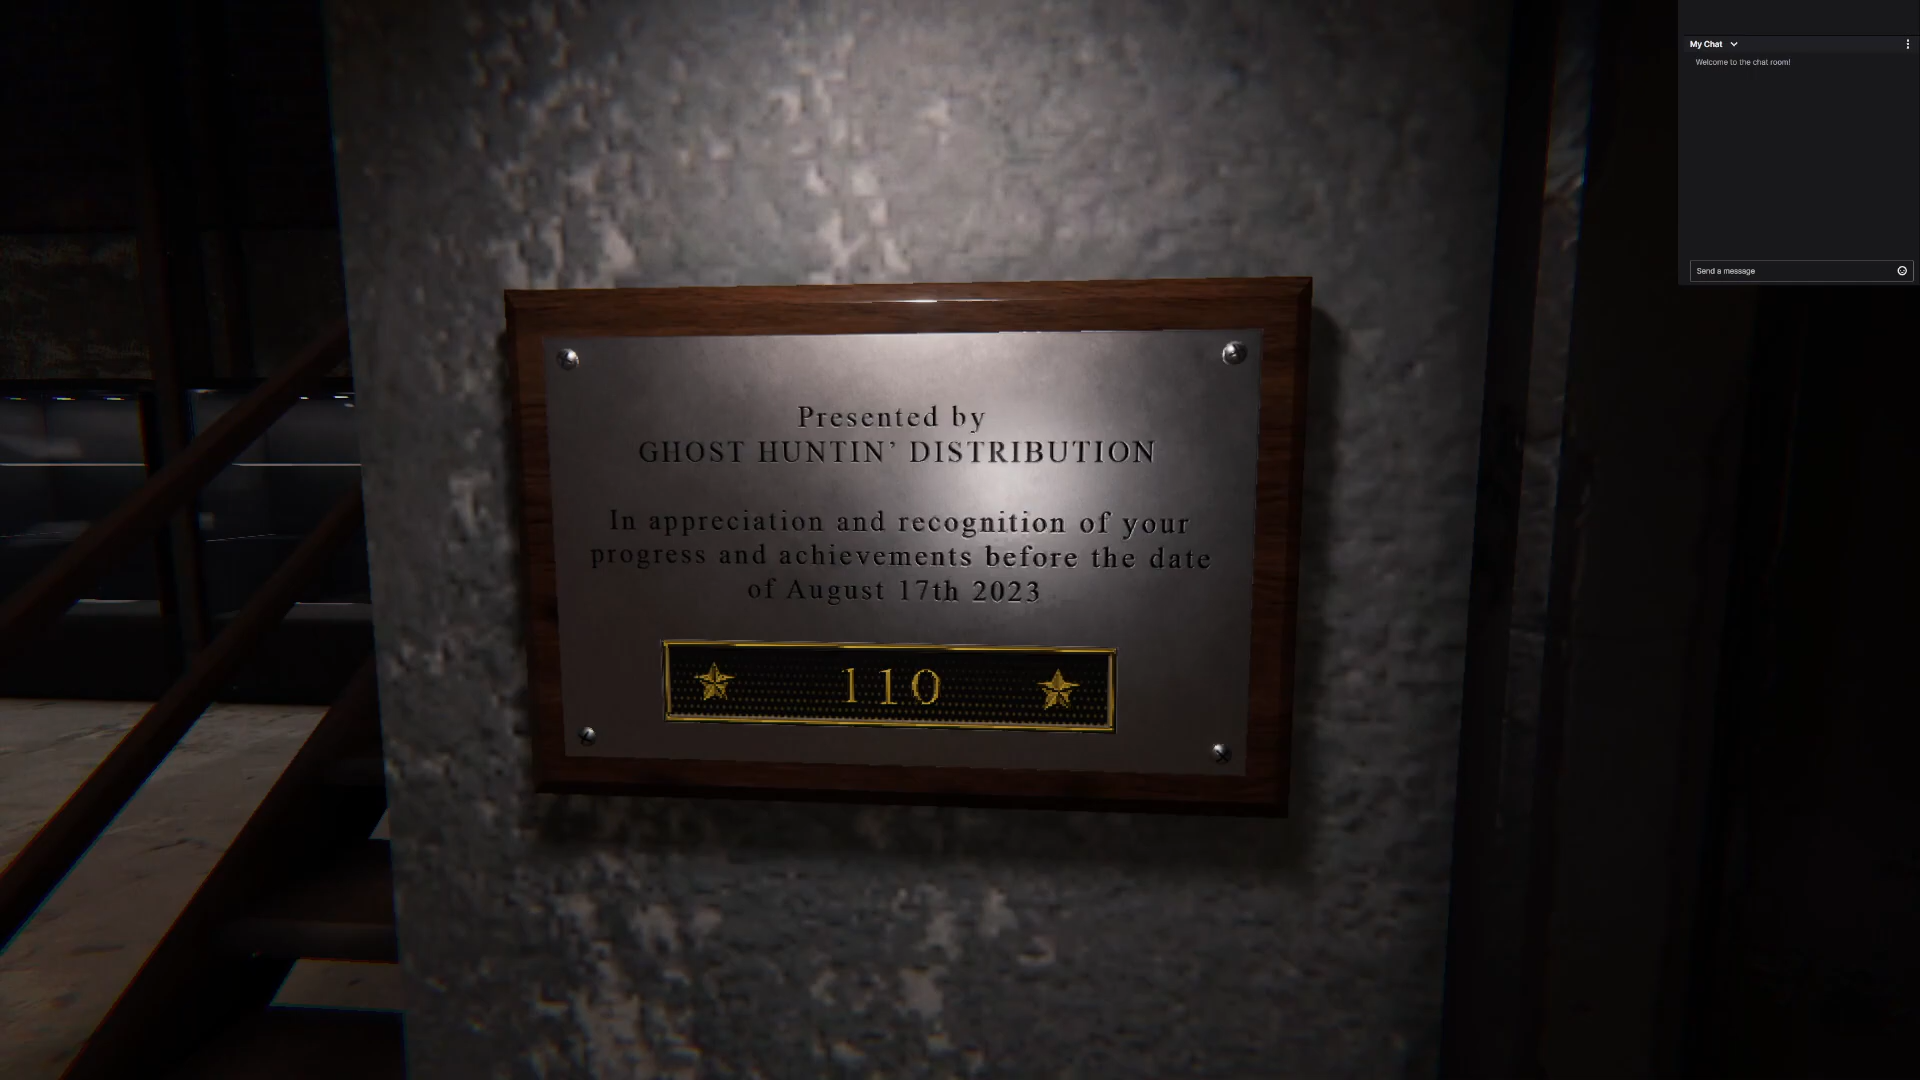 My Chat
Welcome to the chat room!
Send a message
Presented by
GHOST HUNTIN' DISTRIBUTION
In appreciation and recognition of your
progress and achievements before the date
of August 17th 2023
110